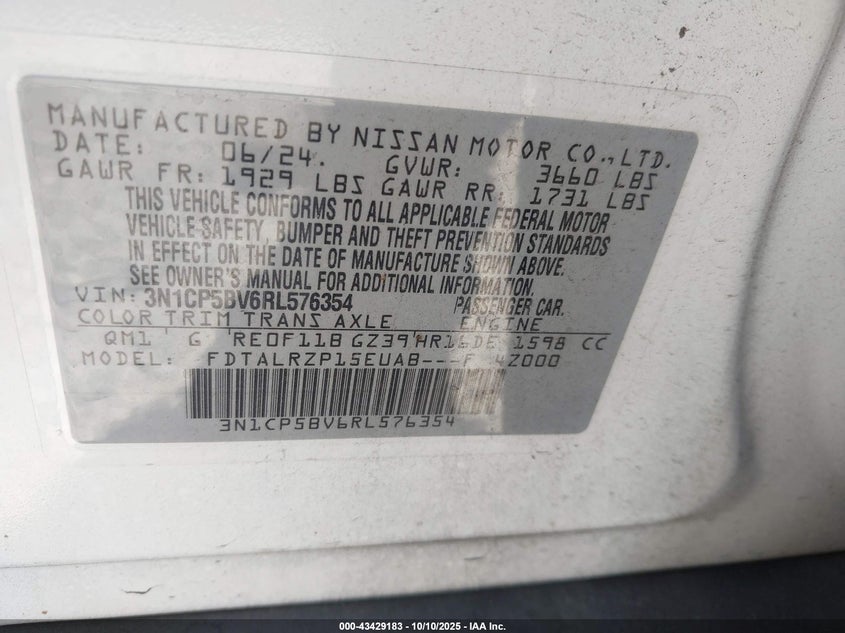 MANUFACTURED BY NISSAN MOTOR CO., LTD.
DATE: 06/24. GVWR: 3660 LBS
GAWR FR: 1929 LBS GAWR RR: 1731 LBS
THIS VEHICLE CONFORMS TO ALL APPLICABLE FEDERAL MOTOR
VEHICLE SAFETY, BUMPER AND THEFT PREVENTION STANDARDS
IN EFFECT ON THE DATE OF MANUFACTURE SHOWN ABOVE.
SEE OWNER'S MANUAL FOR ADDITIONAL INFORMATION.
VIN: 3N1CP5BV6RL576354 PASSENGER CAR.
COLOR TRIM TRANS AXLE ENGINE
QM1 G RE0F11B GZ39 HR16DE 1598 CC
MODEL: FDTALRZP15EUAB---F 4Z000
3N1CP5BV6RL576354
000-43429183 - 10/10/2025 - IAA Inc.